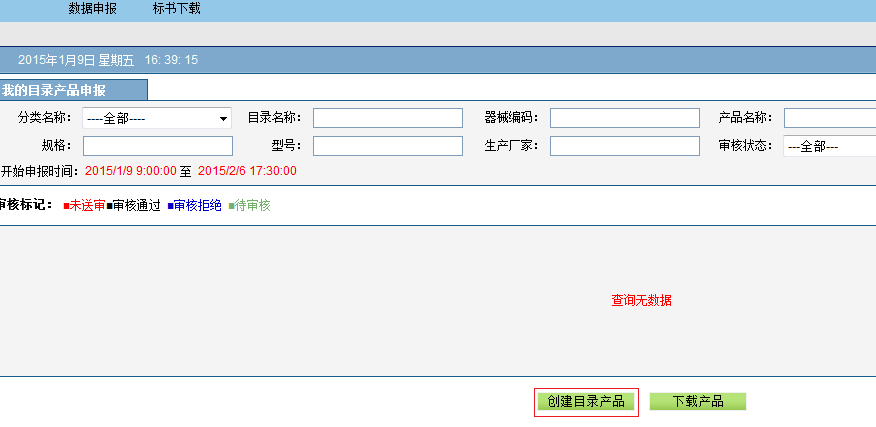 数据申报 标书下载
2015年1月9日 星期五 16: 39: 15
我的目录产品申报
分类名称： ----全部---- 目录名称： 器械编码： 产品名称：
规格： 型号： 生产厂家： 审核状态： ---全部---
开始申报时间：2015/1/9 9:00:00 至 2015/2/6 17:30:00
审核标记： ■未送审■审核通过 ■审核拒绝 ■待审核
查询无数据
创建目录产品 下载产品